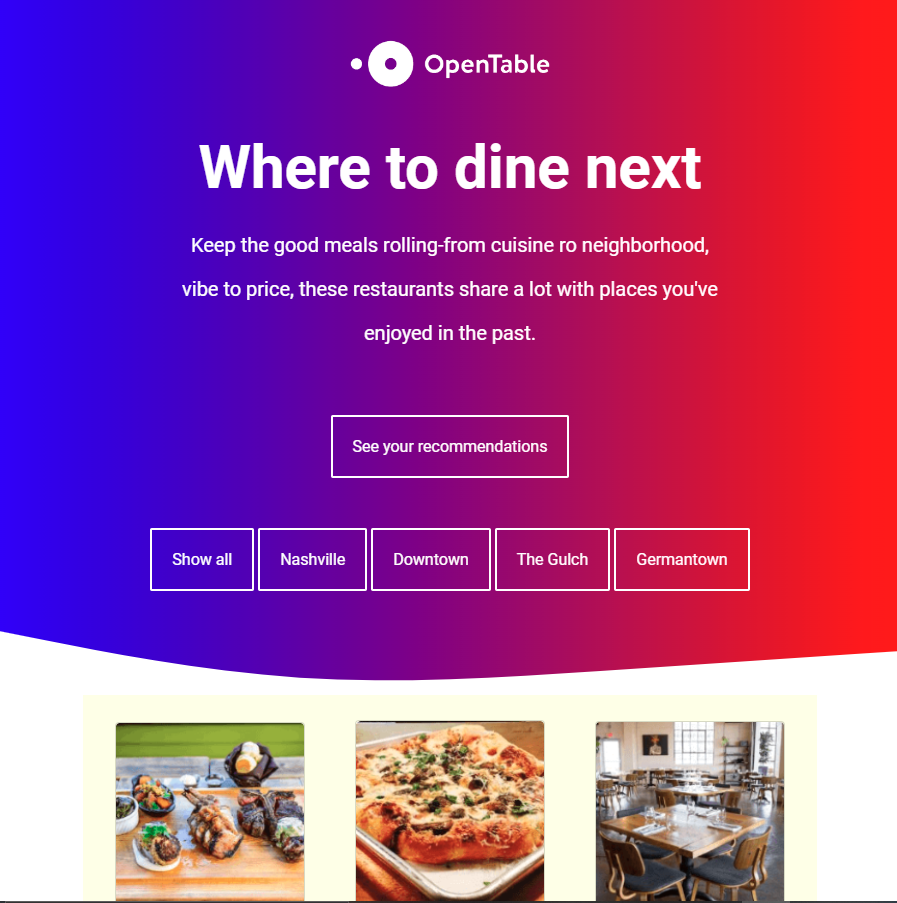 OpenTable
Where to dine next
Keep the good meals rolling-from cuisine ro neighborhood,
vibe to price, these restaurants share a lot with places you've
enjoyed in the past.
See your recommendations
Show all
Nashville
Downtown
The Gulch
Germantown